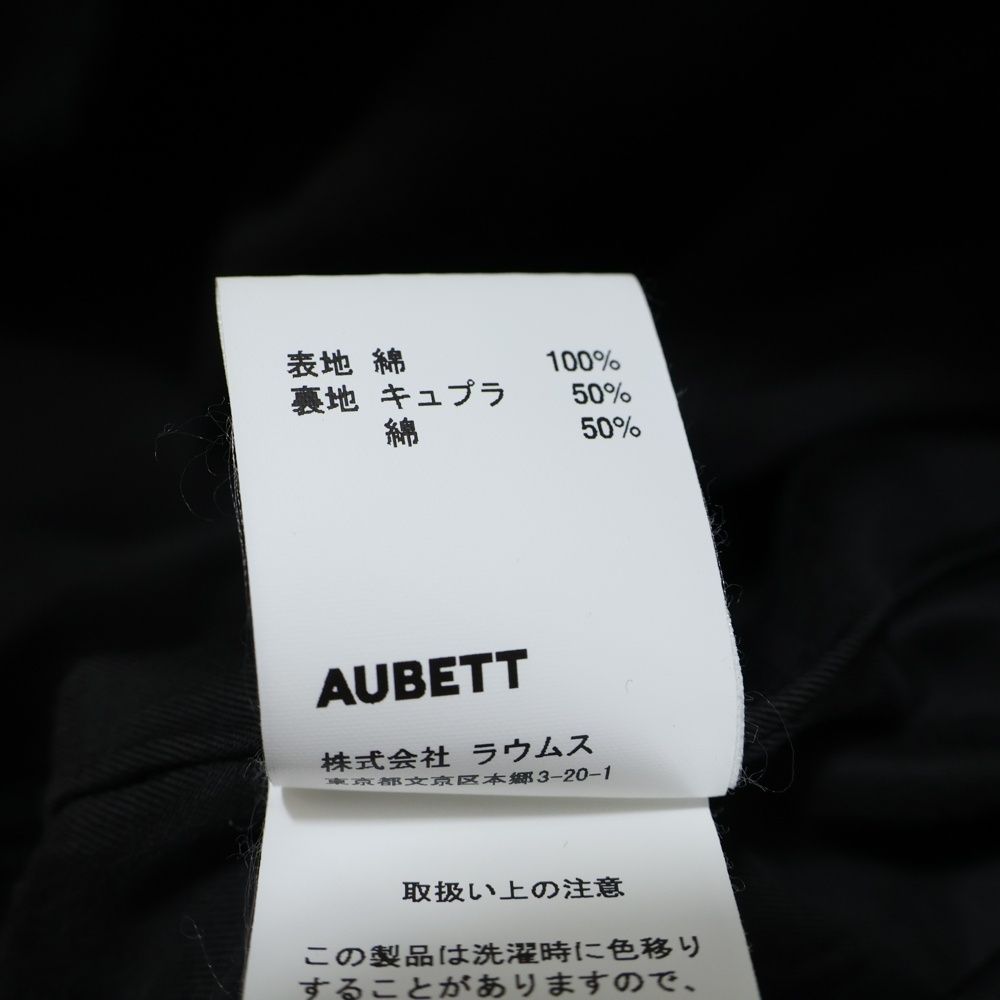 表地 綿 100%
裏地 キュプラ 50%
綿 50%
AUBETT
株式会社 ラウムス
東京都文京区本郷3-20-1
取扱い上の注意
この製品は洗濯時に色移り
することがありますので、